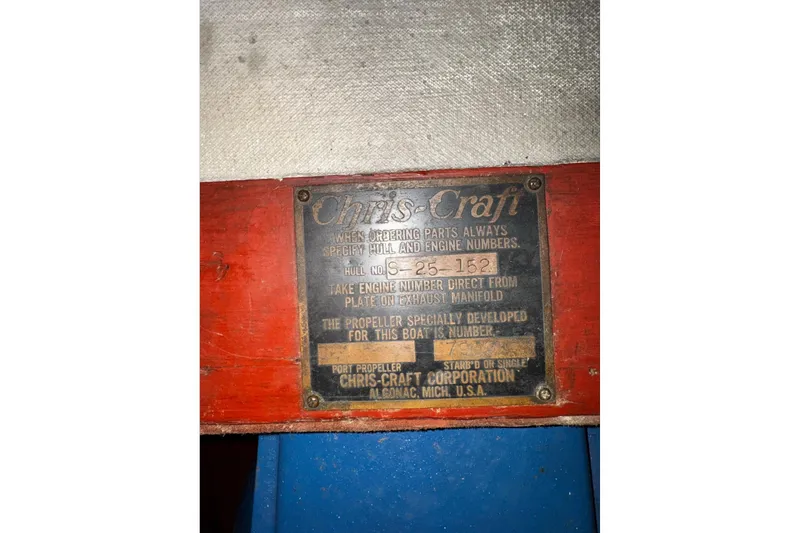 Chris-Craft
WHEN ORDERING PARTS ALWAYS
SPECIFY HULL AND ENGINE NUMBERS.
HULL NO. S-25-152
TAKE ENGINE NUMBER DIRECT FROM
PLATE ON EXHAUST MANIFOLD
THE PROPELLER SPECIALLY DEVELOPED
FOR THIS BOAT IS NUMBER.-
PORT PROPELLER STARB'D OR SINGLE
CHRIS-CRAFT CORPORATION
ALGONAC, MICH. U.S.A.